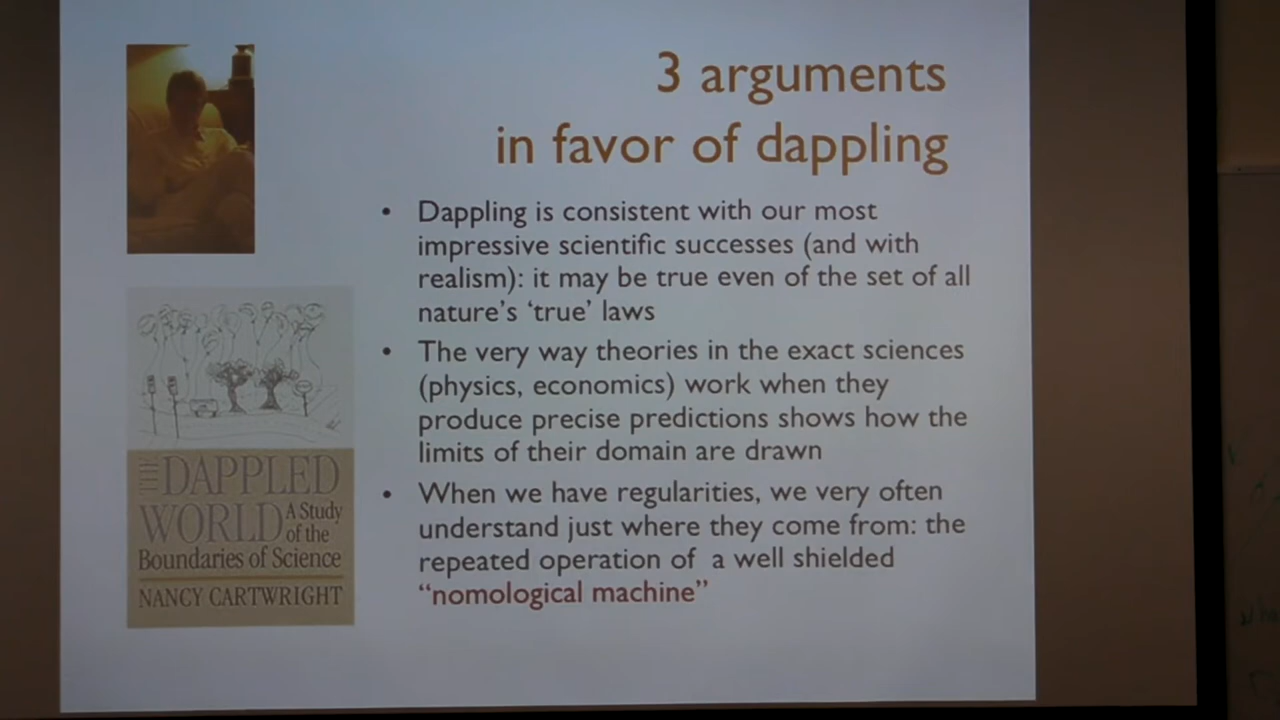 3 arguments
in favor of dappling
• Dappling is consistent with our most
impressive scientific successes (and with
realism): it may be true even of the set of all
nature's 'true' laws
• The very way theories in the exact sciences
(physics, economics) work when they
produce precise predictions shows how the
limits of their domain are drawn
• When we have regularities, we very often
understand just where they come from: the
repeated operation of a well shielded
“nomological machine”
THE DAPPLED
WORLD A Study
of the
Boundaries of Science
NANCY CARTWRIGHT